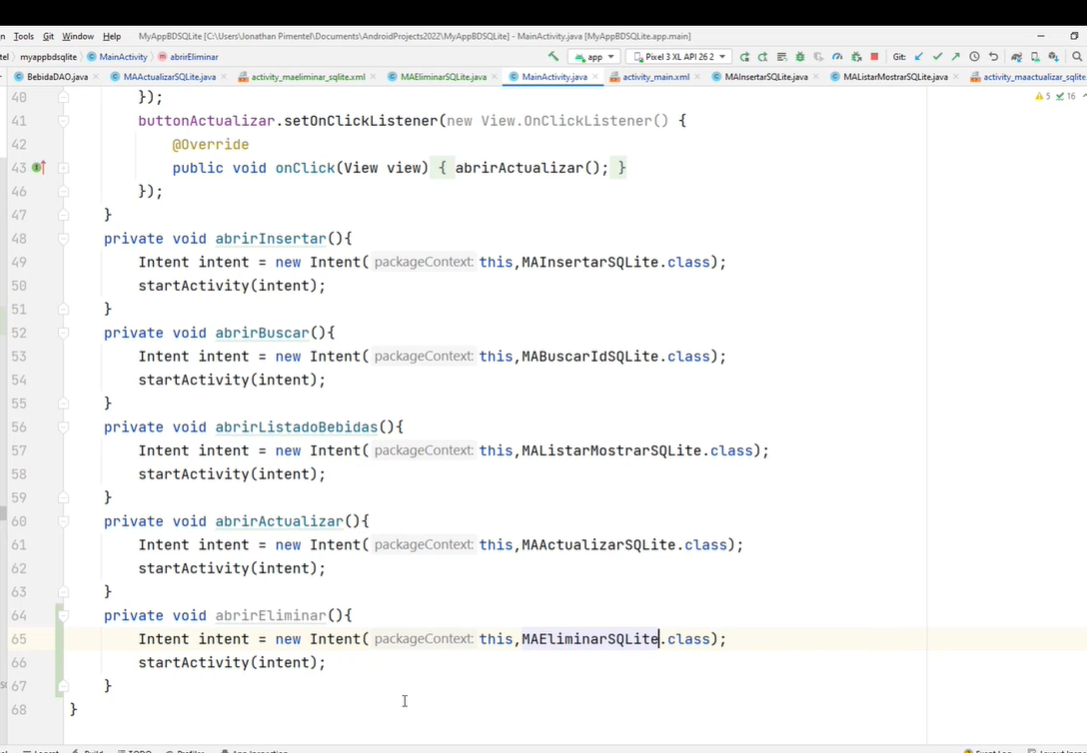 Tools Git Window Help MyAppBDSQLite [C:\Users\Jonathan Pimentel\Documents\AndroidProjects2022\MyAppBDSQLite] - MainActivity.java [MyAppBDSQLite.app.main]
myappbdsqlite MainActivity abrirEliminar app Pixel 3 XL API 26 2 Git:
BebidaDAO.java MAActualizarSQLite.java activity_maeliminar_sqlite.xml MAEliminarSQLite.java MainActivity.java activity_main.xml MAInsertarSQLite.java MAListarMostrarSQLite.java activity_maactualizar_sqlite
5 16
40 });
41 buttonActualizar.setOnClickListener(new View.OnClickListener() {
42 @Override
43 public void onClick(View view) { abrirActualizar(); }
46 });
47 }
48 private void abrirInsertar(){
49 Intent intent = new Intent( packageContext: this,MAInsertarSQLite.class);
50 startActivity(intent);
51 }
52 private void abrirBuscar(){
53 Intent intent = new Intent( packageContext: this,MABuscarIdSQLite.class);
54 startActivity(intent);
55 }
56 private void abrirListadoBebidas(){
57 Intent intent = new Intent( packageContext: this,MAListarMostrarSQLite.class);
58 startActivity(intent);
59 }
60 private void abrirActualizar(){
61 Intent intent = new Intent( packageContext: this,MAActualizarSQLite.class);
62 startActivity(intent);
63 }
64 private void abrirEliminar(){
65 Intent intent = new Intent( packageContext: this,MAEliminarSQLite.class);
66 startActivity(intent);
67 }
68 }